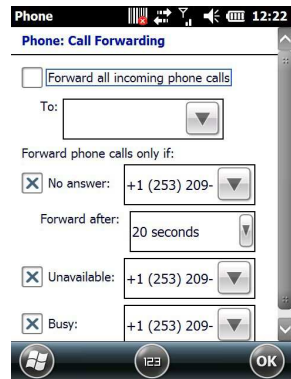 Phone 12:22
Phone: Call Forwarding
Forward all incoming phone calls
To:
Forward phone calls only if:
No answer: +1 (253) 209-
Forward after: 20 seconds
Unavailable: +1 (253) 209-
Busy: +1 (253) 209-
123 OK